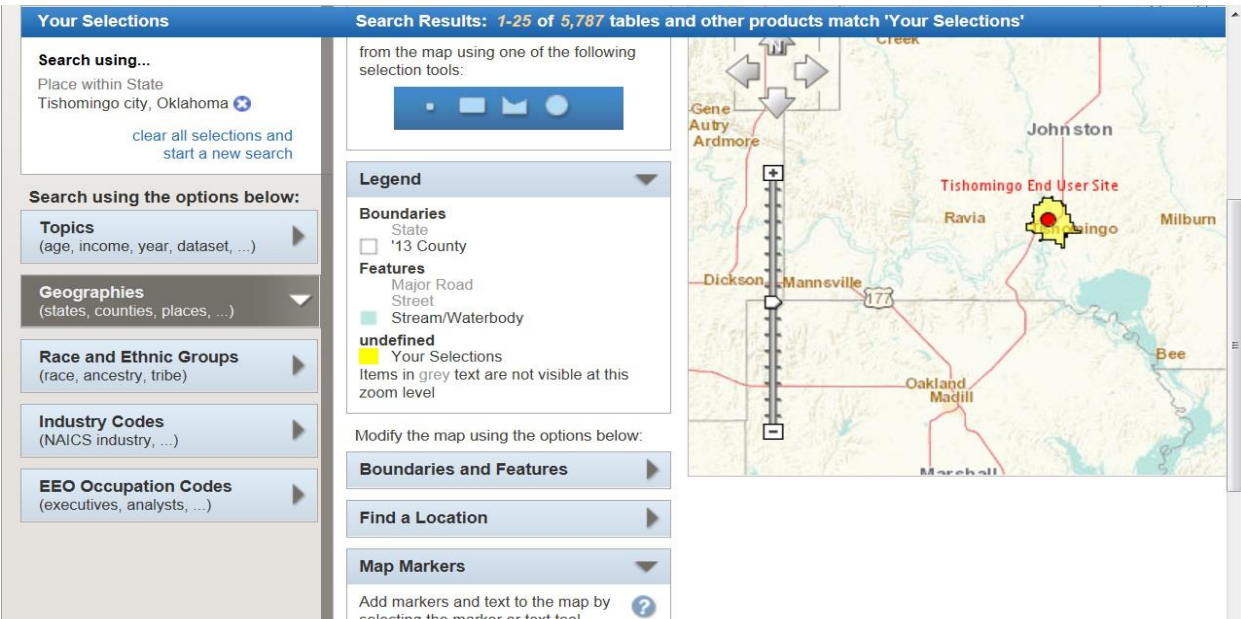 Your Selections
Search Results: 1-25 of 5,787 tables and other products match 'Your Selections'
Search using...
Place within State
Tishomingo city, Oklahoma
clear all selections and
start a new search
Search using the options below:
Topics
(age, income, year, dataset, ...)
Geographies
(states, counties, places, ...)
Race and Ethnic Groups
(race, ancestry, tribe)
Industry Codes
(NAICS industry, ...)
EEO Occupation Codes
(executives, analysts, ...)
from the map using one of the following
selection tools:
Legend
Boundaries
State
'13 County
Features
Major Road
Street
Stream/Waterbody
undefined
Your Selections
Items in grey text are not visible at this
zoom level
Modify the map using the options below:
Boundaries and Features
Find a Location
Map Markers
Add markers and text to the map by
?
selecting the marker or text tool
N
Creek
Gene
Autry
Ardmore
Johnston
Tishomingo End User Site
Ravia
Milburn
Dickson
Mannsville
177
Bee
Oakland
Madill
Marshall
+
-